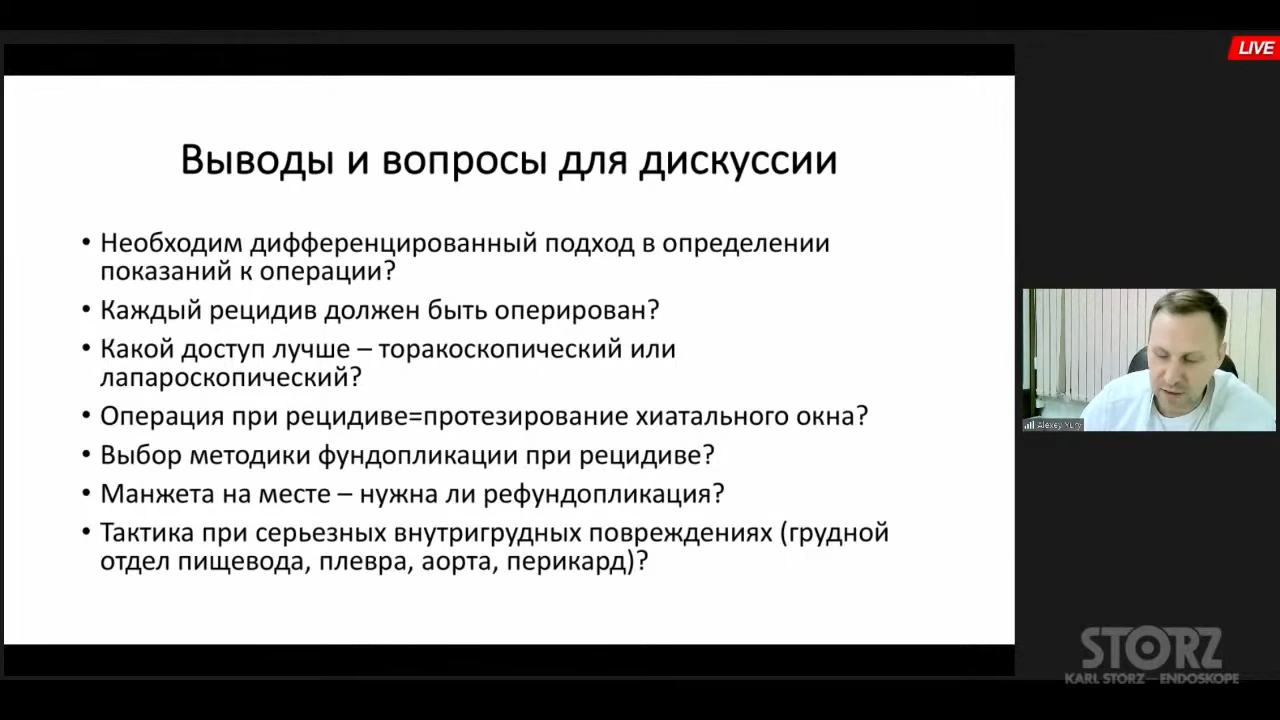 LIVE
Выводы и вопросы для дискуссии
• Необходим дифференцированный подход в определении
показаний к операции?
• Каждый рецидив должен быть оперирован?
• Какой доступ лучше – торакоскопический или
лапароскопический?
• Операция при рецидиве=протезирование хиатального окна?
• Выбор методики фундопликации при рецидиве?
• Манжета на месте – нужна ли рефундопликация?
• Тактика при серьезных внутригрудных повреждениях (грудной
отдел пищевода, плевра, аорта, перикард)?
Alexey Yury
STORZ
KARL STORZ—ENDOSKOPE